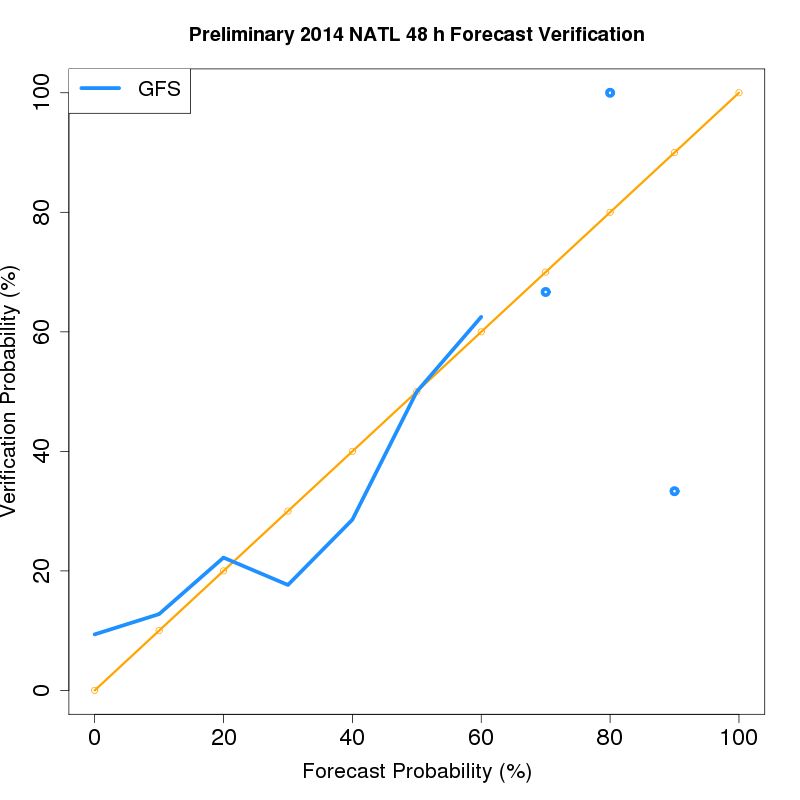 Preliminary 2014 NATL 48 h Forecast Verification
GFS
Verification Probability (%)
100
80
60
40
20
0
0 20 40 60 80 100
Forecast Probability (%)